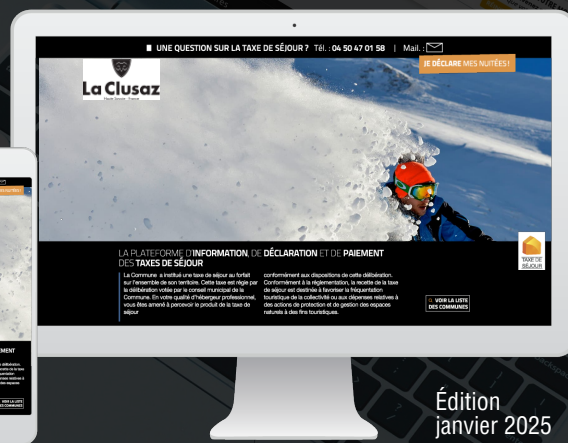 UNE QUESTION SUR LA TAXE DE SÉJOUR ? Tél. : 04 50 47 01 58 | Mail. :
JE DÉCLARE MES NUITÉES !
La Clusaz
TAXE DE
SÉJOUR
LA PLATEFORME D'INFORMATION, DE DÉCLARATION ET DE PAIEMENT
DES TAXES DE SÉJOUR
La Commune a institué une taxe de séjour au forfait
sur l'ensemble de son territoire. Cette taxe est régie par
la délibération votée par le conseil municipal de la
Commune. En votre qualité d'hébergeur professionnel,
vous êtes amené à percevoir le produit de la taxe de
séjour
conformément aux dispositions de cette délibération.
Conformément à la réglementation, la recette de la taxe
de séjour est destinée à favoriser la fréquentation
touristique de la collectivité ou aux dépenses relatives à
des actions de protection et de gestion des espaces
naturels à des fins touristiques.
VOIR LA LISTE
DES COMMUNES
VOIR LA LISTE
DES COMMUNES
Édition
janvier 2025